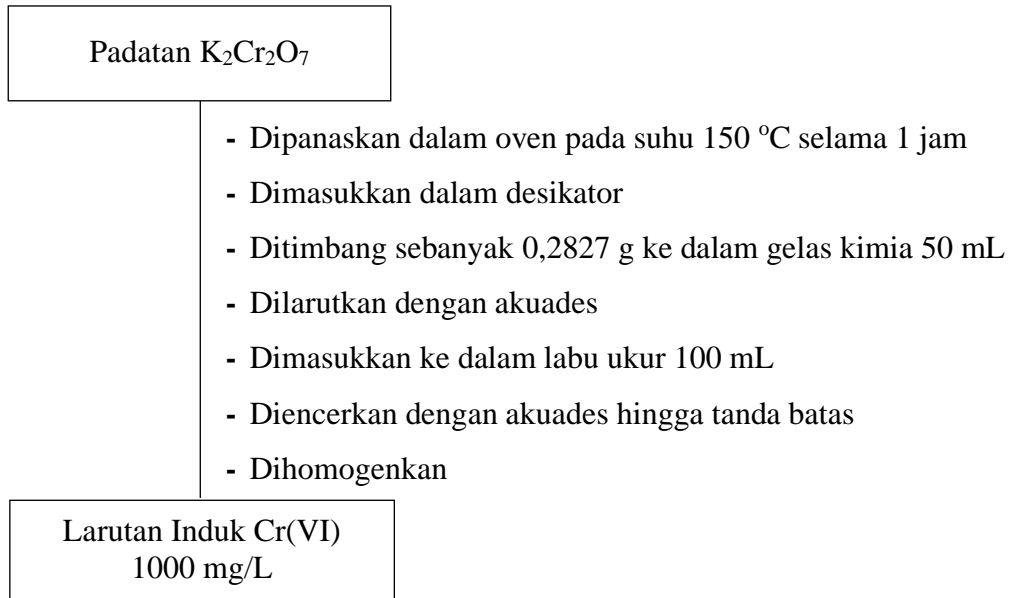 Padatan K₂Cr₂O₇
- Dipanaskan dalam oven pada suhu 150 ᵒC selama 1 jam
- Dimasukkan dalam desikator
- Ditimbang sebanyak 0,2827 g ke dalam gelas kimia 50 mL
- Dilarutkan dengan akuades
- Dimasukkan ke dalam labu ukur 100 mL
- Diencerkan dengan akuades hingga tanda batas
- Dihomogenkan
Larutan Induk Cr(VI)
1000 mg/L